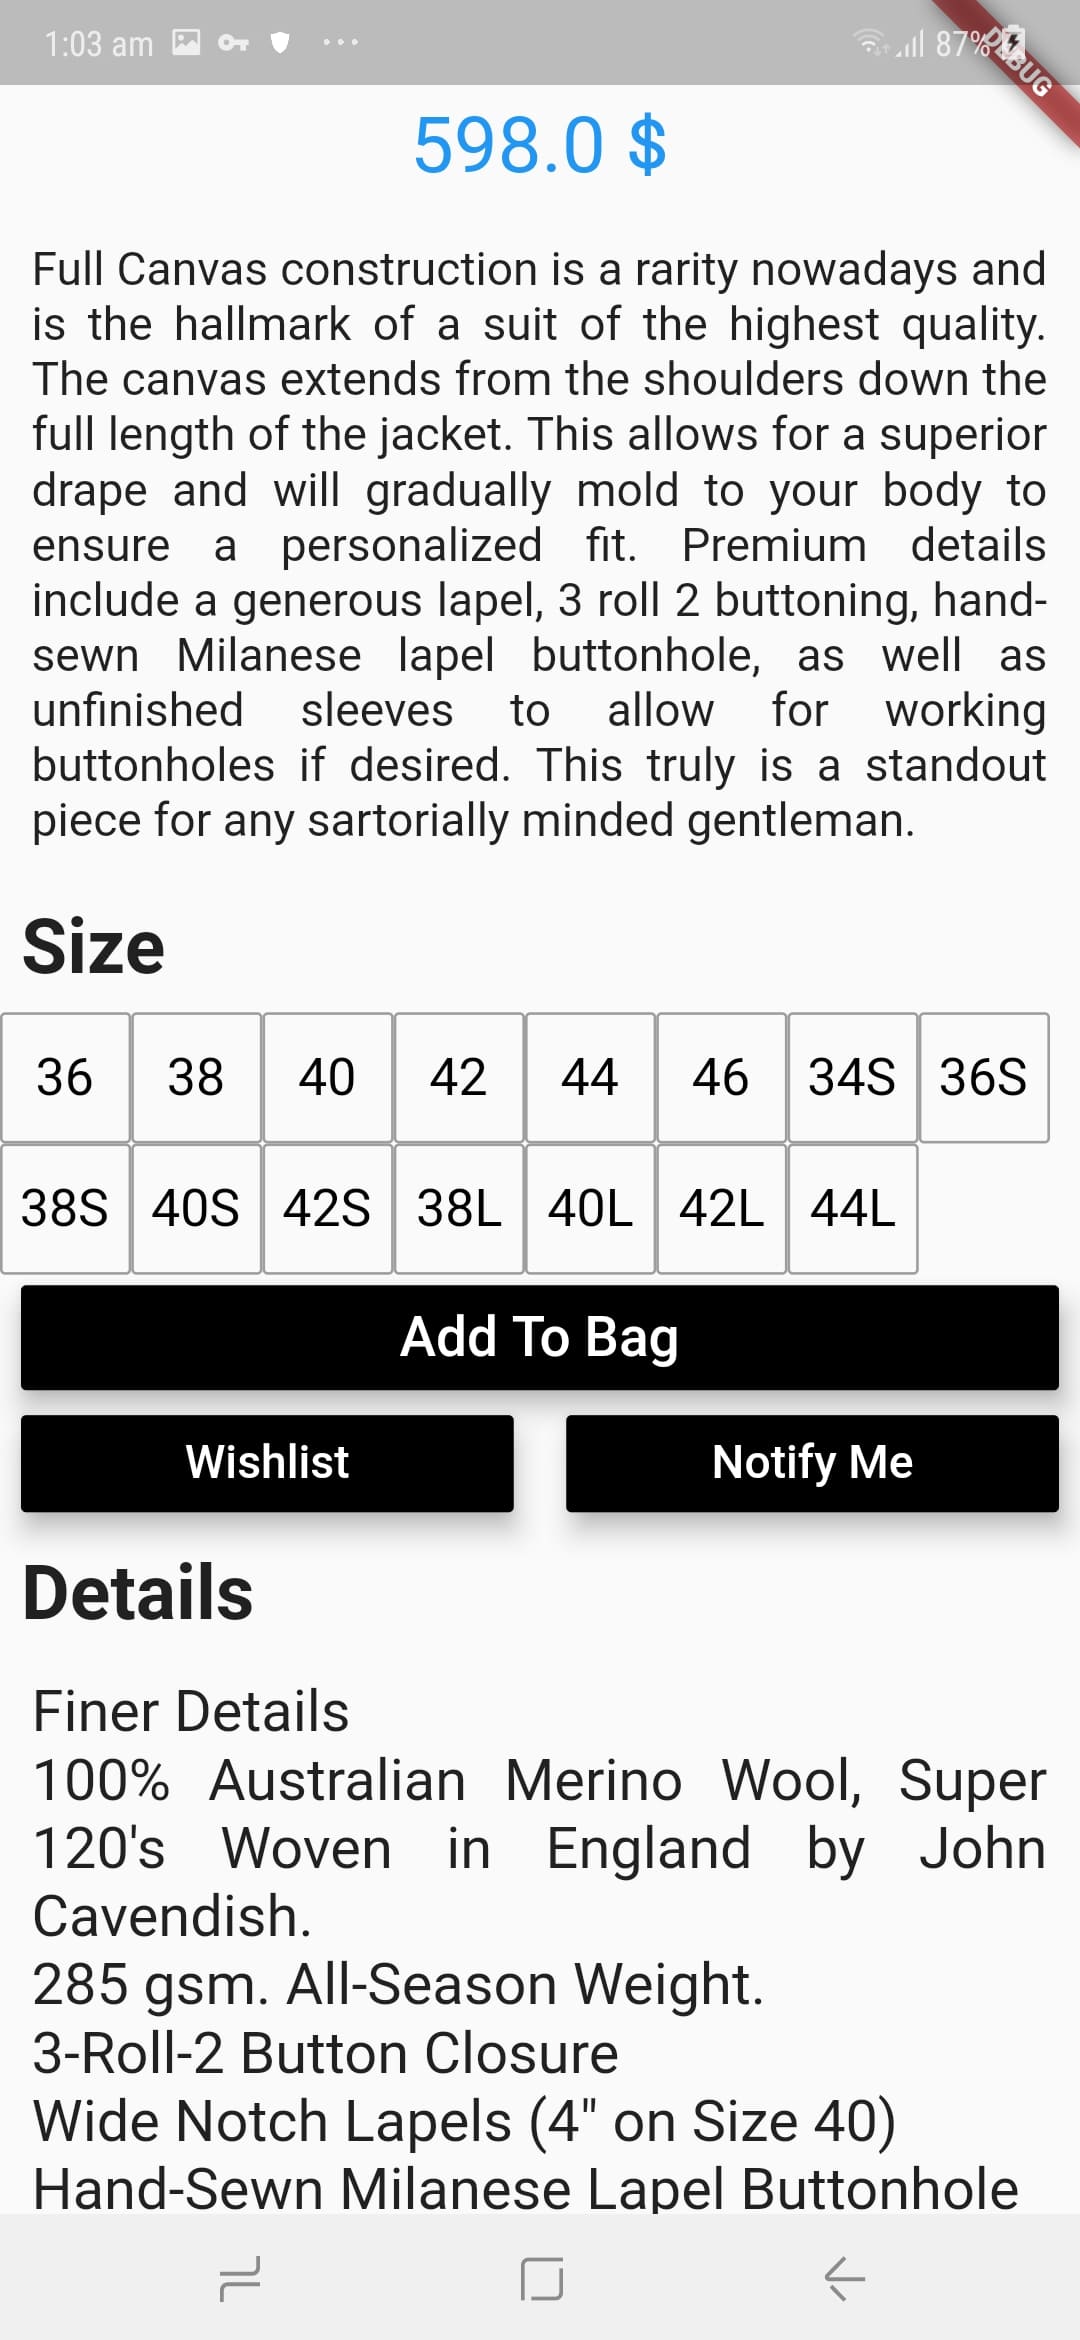 1:03 am
87%
DEBUG
598.0 $
Full Canvas construction is a rarity nowadays and
is the hallmark of a suit of the highest quality.
The canvas extends from the shoulders down the
full length of the jacket. This allows for a superior
drape and will gradually mold to your body to
ensure a personalized fit. Premium details
include a generous lapel, 3 roll 2 buttoning, hand-
sewn Milanese lapel buttonhole, as well as
unfinished sleeves to allow for working
buttonholes if desired. This truly is a standout
piece for any sartorially minded gentleman.
Size
36 38 40 42 44 46 34S 36S
38S 40S 42S 38L 40L 42L 44L
Add To Bag
Wishlist Notify Me
Details
Finer Details
100% Australian Merino Wool, Super
120's Woven in England by John
Cavendish.
285 gsm. All-Season Weight.
3-Roll-2 Button Closure
Wide Notch Lapels (4" on Size 40)
Hand-Sewn Milanese Lapel Buttonhole